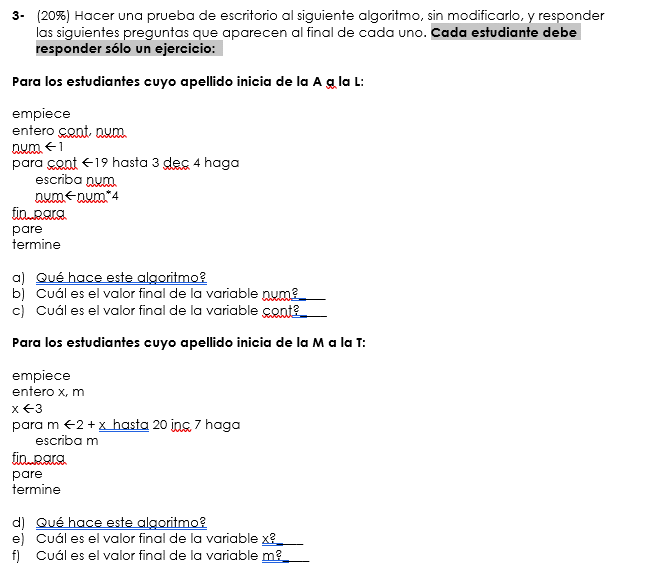 3- (20%) Hacer una prueba de escritorio al siguiente algoritmo, sin modificarlo, y responder
las siguientes preguntas que aparecen al final de cada uno. Cada estudiante debe
responder sólo un ejercicio:
Para los estudiantes cuyo apellido inicia de la A a la L:
empiece
entero cont, num
num ←1
para cont ←19 hasta 3 dec 4 haga
escriba num
num←num*4
fin_para
pare
termine
a) Qué hace este algoritmo?
b) Cuál es el valor final de la variable num?____
c) Cuál es el valor final de la variable cont?____
Para los estudiantes cuyo apellido inicia de la M a la T:
empiece
entero x, m
x ←3
para m ←2 + x hasta 20 inc 7 haga
escriba m
fin_para
pare
termine
d) Qué hace este algoritmo?
e) Cuál es el valor final de la variable x?____
f) Cuál es el valor final de la variable m?____